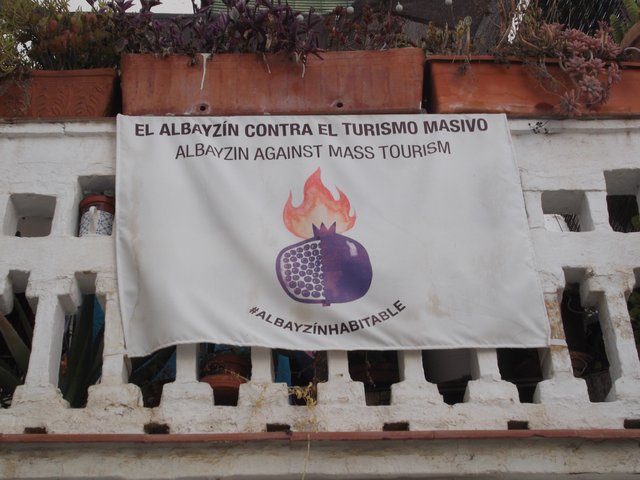 EL ALBAYZÍN CONTRA EL TURISMO MASIVO
ALBAYZIN AGAINST MASS TOURISM
#ALBAYZÍNHABITABLE